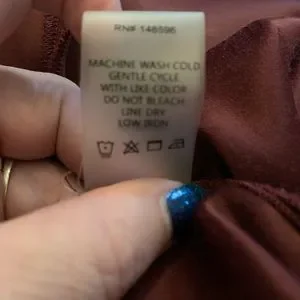 RN# 148596
MACHINE WASH COLD
GENTLE CYCLE
WITH LIKE COLOR
DO NOT BLEACH
LINE DRY
LOW IRON